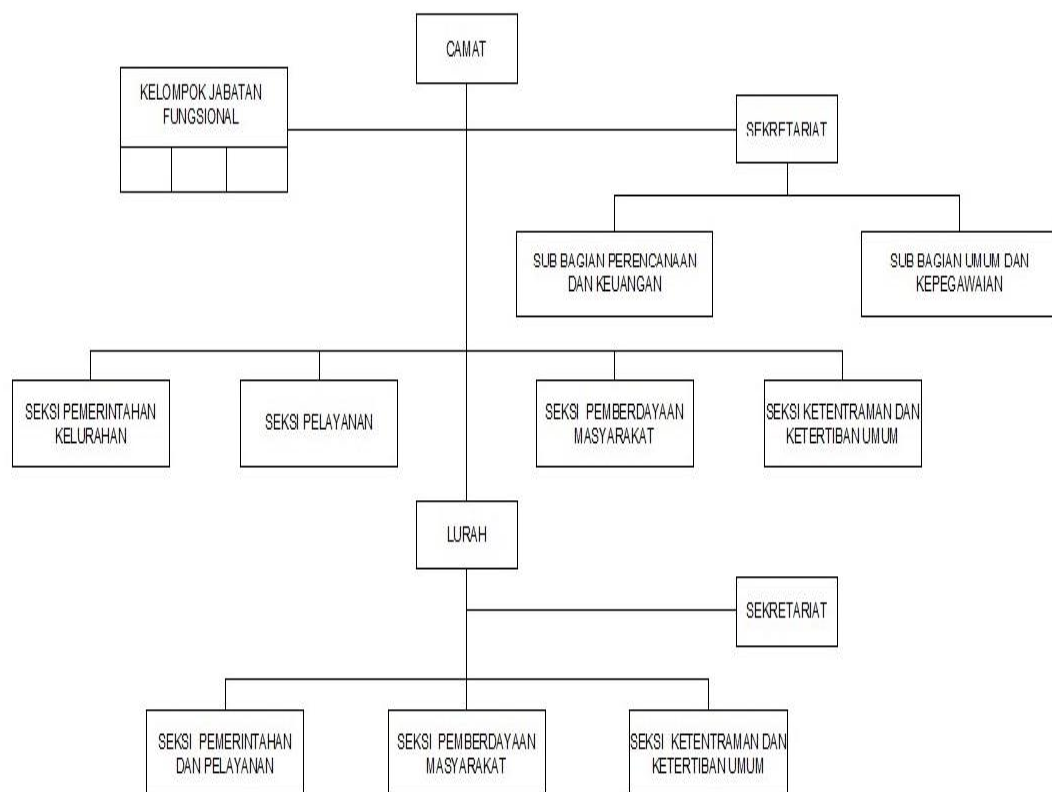 CAMAT
KELOMPOK JABATAN
FUNGSIONAL
SEKRETARIAT
SUB BAGIAN PERENCANAAN
DAN KEUANGAN
SUB BAGIAN UMUM DAN
KEPEGAWAIAN
SEKSI PEMERINTAHAN
KELURAHAN
SEKSI PELAYANAN
SEKSI PEMBERDAYAAN
MASYARAKAT
SEKSI KETENTRAMAN DAN
KETERTIBAN UMUM
LURAH
SEKRETARIAT
SEKSI PEMERINTAHAN
DAN PELAYANAN
SEKSI PEMBERDAYAAN
MASYARAKAT
SEKSI KETENTRAMAN DAN
KETERTIBAN UMUM